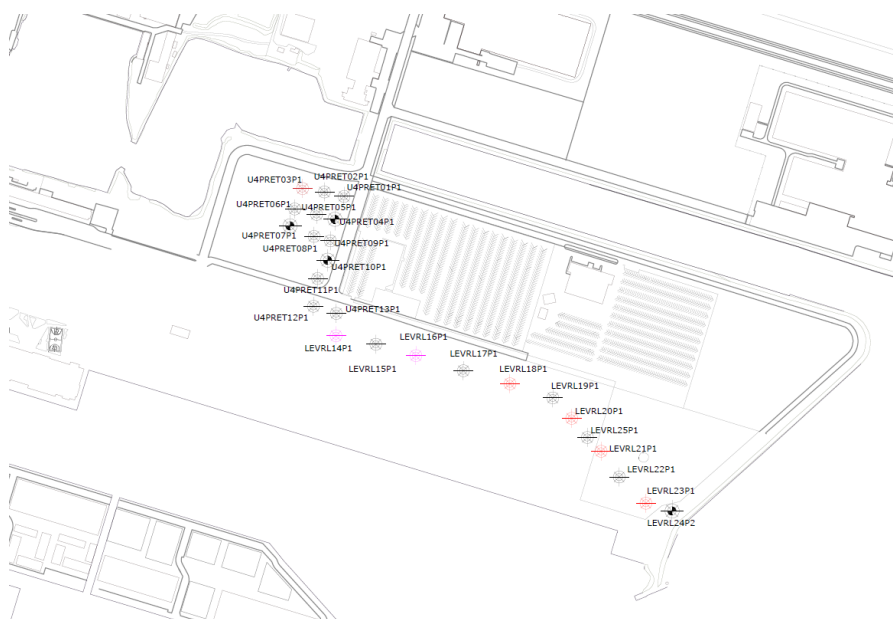 U4PRET02P1
U4PRET03P1
U4PRET01P1
U4PRET06P1
U4PRET05P1
U4PRET04P1
U4PRET07P1
U4PRET09P1
U4PRET08P1
U4PRET10P1
U4PRET11P1
U4PRET13P1
U4PRET12P1
LEVRL16P1
LEVRL14P1
LEVRL17P1
LEVRL15P1
LEVRL18P1
LEVRL19P1
LEVRL20P1
LEVRL25P1
LEVRL21P1
LEVRL22P1
LEVRL23P1
LEVRL24P2